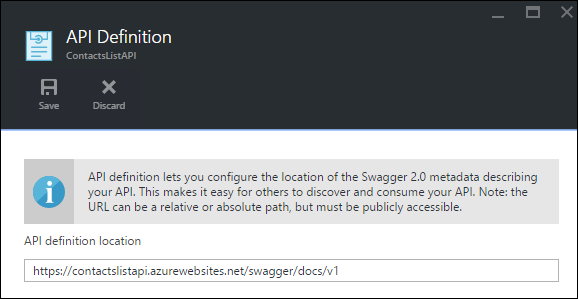 API Definition
ContactsListAPI
Save Discard
API definition lets you configure the location of the Swagger 2.0 metadata describing
your API. This makes it easy for others to discover and consume your API. Note: the
URL can be a relative or absolute path, but must be publicly accessible.
API definition location
https://contactslistapi.azurewebsites.net/swagger/docs/v1